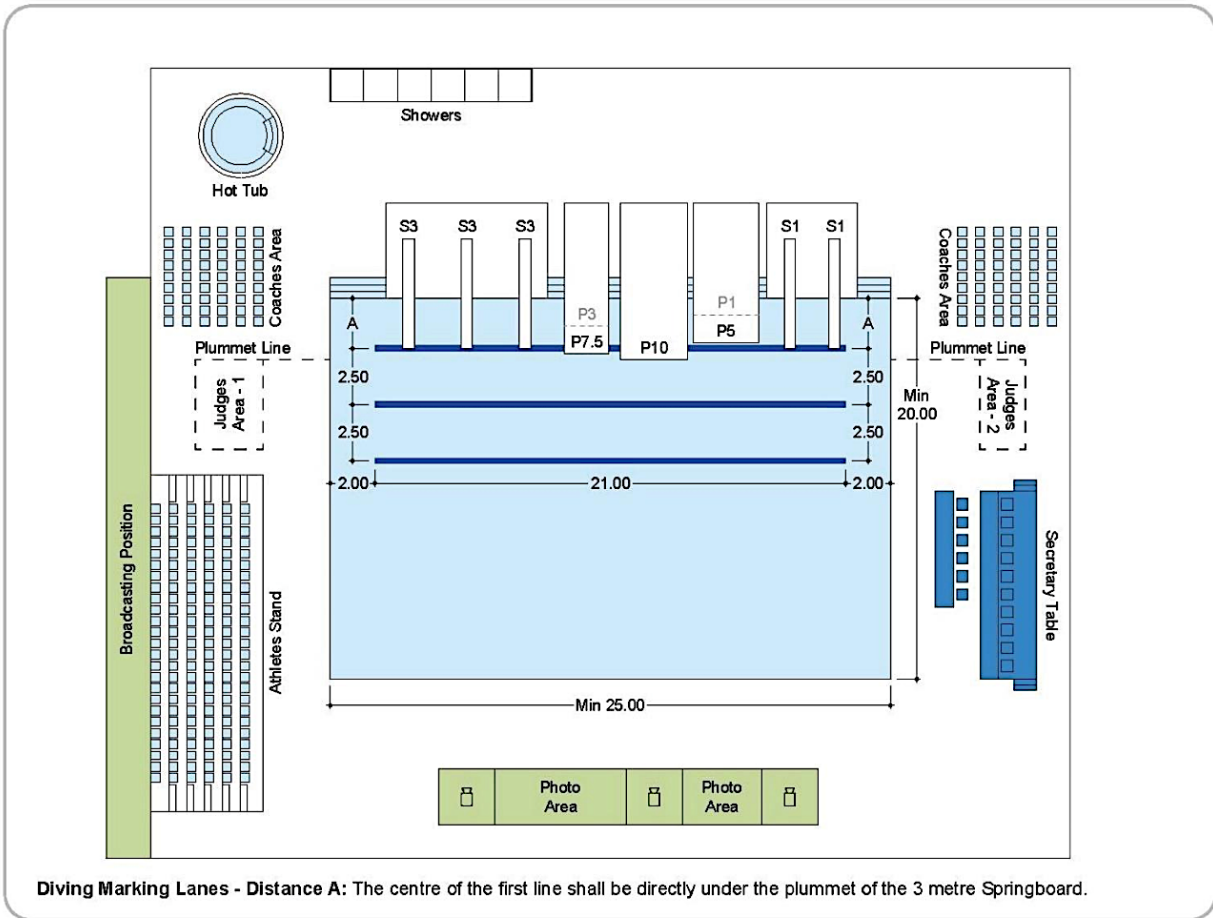 Showers
Hot Tub
S3 S3 S3 S1 S1
Coaches Area
Coaches Area
P3
P1
P7.5
P10
P5
A
A
Plummet Line
Plummet Line
Judges
Area - 1
Judges
Area - 2
2.50
2.50
Min
20.00
2.50
2.50
2.00
21.00
2.00
Broadcasting Position
Athletes Stand
Secretary Table
Min 25.00
Photo
Area
Photo
Area
Diving Marking Lanes - Distance A: The centre of the first line shall be directly under the plummet of the 3 metre Springboard.